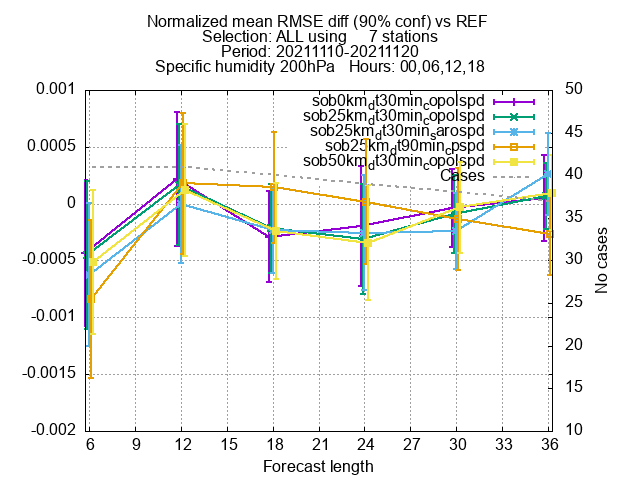 Normalized mean RMSE diff (90% conf) vs REF
Selection: ALL using     7 stations
Period: 20211110-20211120
Specific humidity 200hPa   Hours: 00,06,12,18
0.001
0.0005
0
-0.0005
-0.001
-0.0015
-0.002
50
45
40
35
30
25
20
15
10
No cases
sob0km_dt30min_copolspd
sob25km_dt30min_copolspd
sob25km_dt30min_sarospd
sob25km_dt90min_cpspd
sob50km_dt30min_copolspd
Cases
6 9 12 15 18 21 24 27 30 33 36
Forecast length